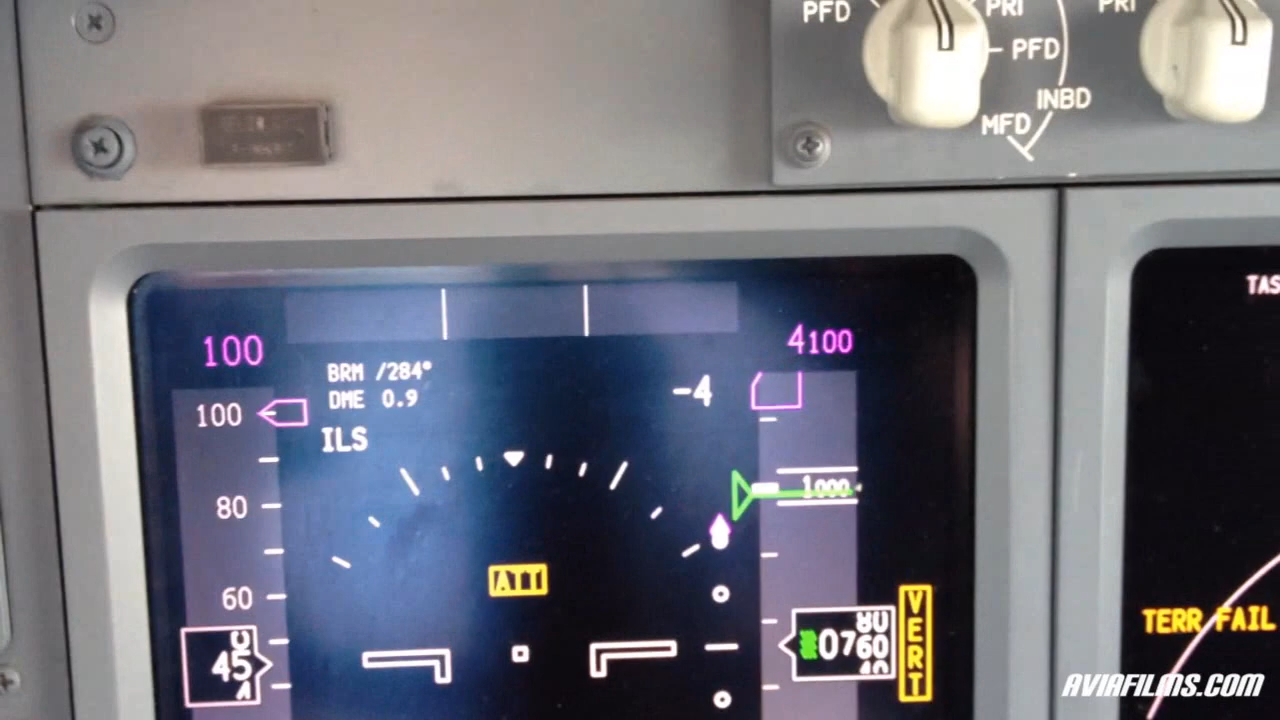 PFD
PRI
PFD
INBD
MFD
PRI
TAS
100
4100
BRM /284°
DME 0.9
-4
ILS
100
80
60
45
1000
ATT
0760
VERT
TERR FAIL
AVIAFILMS.COM